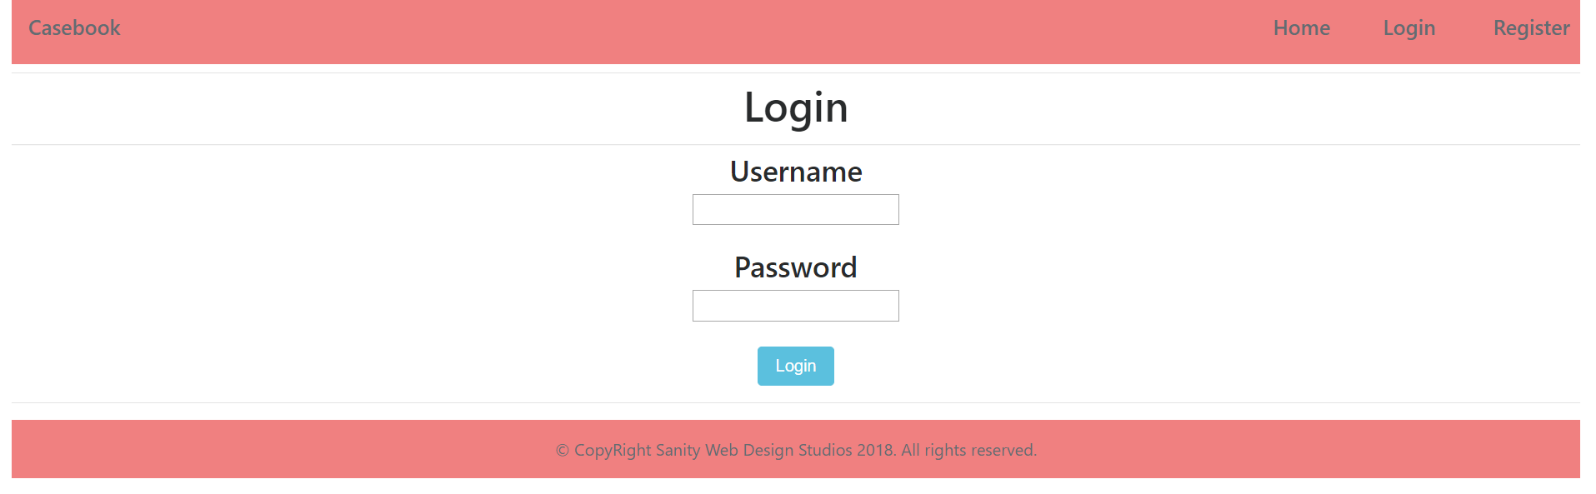 Casebook Home Login Register
Login
Username
Password
Login
© CopyRight Sanity Web Design Studios 2018. All rights reserved.